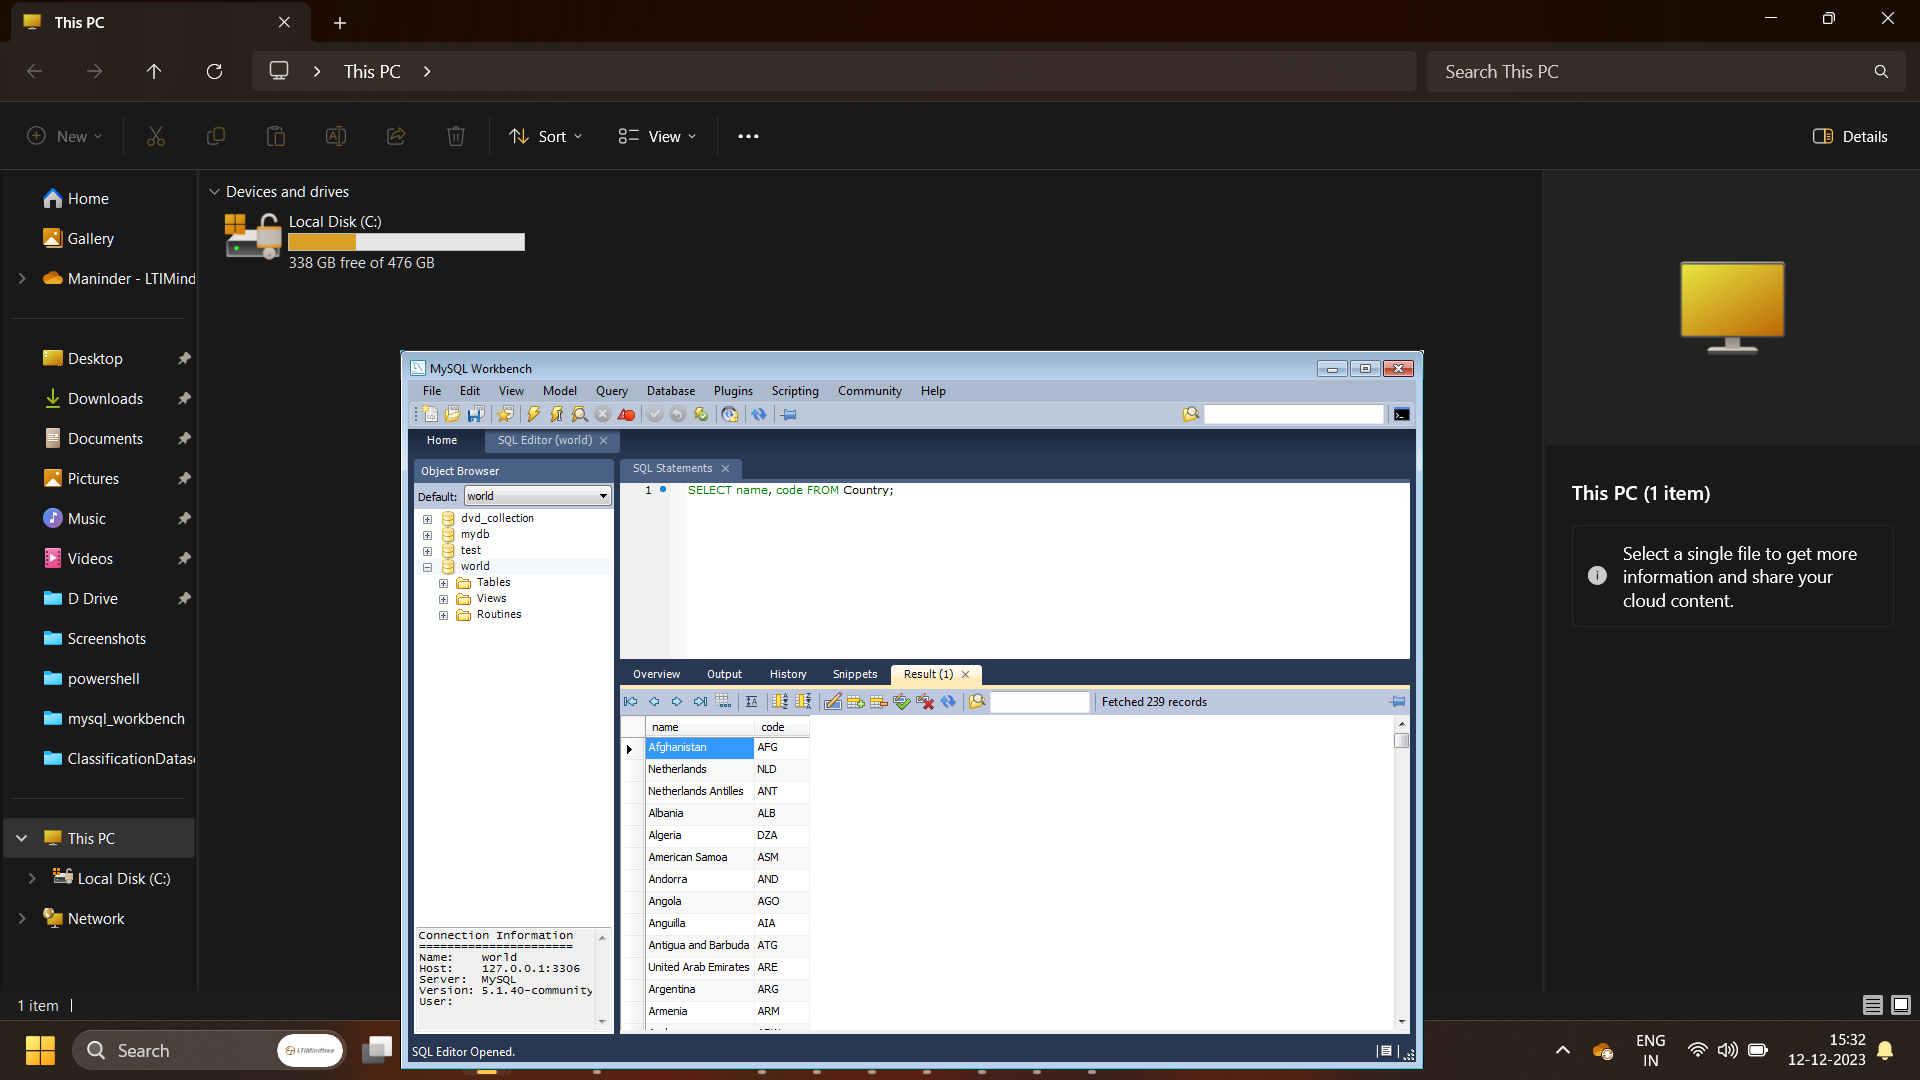 This PC
This PC
Search This PC
New
Sort
View
Details
Home
Gallery
Maninder - LTIMind
Desktop
Downloads
Documents
Pictures
Music
Videos
D Drive
Screenshots
powershell
mysql_workbench
ClassificationDatas
This PC
Local Disk (C:)
Network
1 item
Devices and drives
Local Disk (C:)
338 GB free of 476 GB
This PC (1 item)
Select a single file to get more
information and share your
cloud content.
MySQL Workbench
File Edit View Model Query Database Plugins Scripting Community Help
Home SQL Editor (world)
Object Browser
Default: world
dvd_collection
mydb
test
world
Tables
Views
Routines
Connection Information
======================
Name: world
Host: 127.0.0.1:3306
Server: MySQL
Version: 5.1.40-community
User:
SQL Statements
1 SELECT name, code FROM Country;
Overview Output History Snippets Result (1)
Fetched 239 records
name code
Afghanistan AFG
Netherlands NLD
Netherlands Antilles ANT
Albania ALB
Algeria DZA
American Samoa ASM
Andorra AND
Angola AGO
Anguilla AIA
Antigua and Barbuda ATG
United Arab Emirates ARE
Argentina ARG
Armenia ARM
SQL Editor Opened.
Search
LTIMindtree
ENG
IN
15:32
12-12-2023